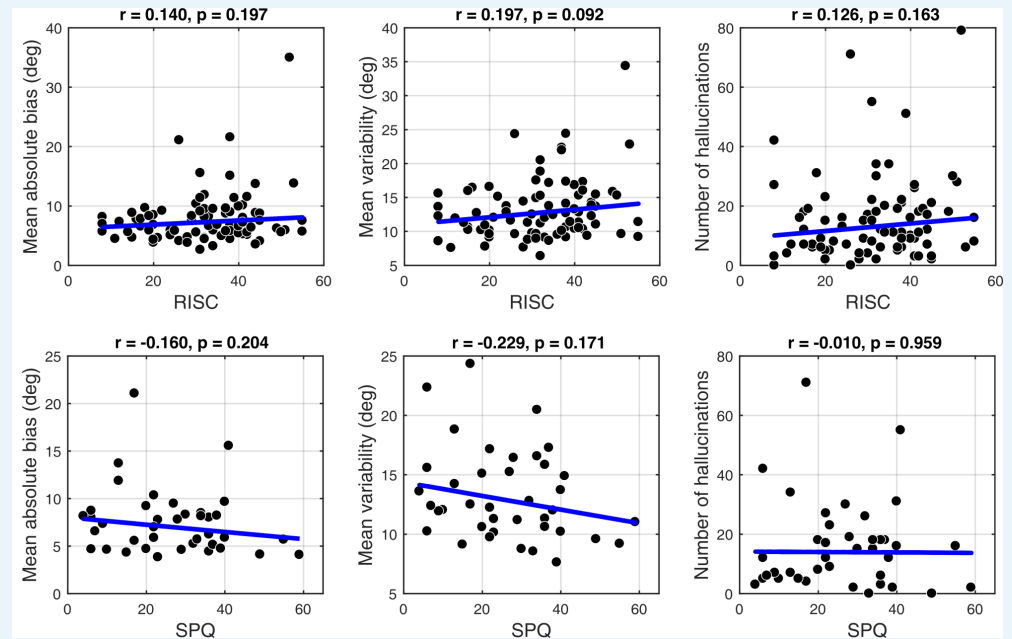 r = 0.140, p = 0.197
Mean absolute bias (deg)
40
30
20
10
0
0 20 40 60
RISC
r = 0.197, p = 0.092
Mean variability (deg)
40
35
30
25
20
15
10
5
0 20 40 60
RISC
r = 0.126, p = 0.163
Number of hallucinations
80
60
40
20
0
0 20 40 60
RISC
r = -0.160, p = 0.204
Mean absolute bias (deg)
25
20
15
10
5
0
0 20 40 60
SPQ
r = -0.229, p = 0.171
Mean variability (deg)
25
20
15
10
5
0 20 40 60
SPQ
r = -0.010, p = 0.959
Number of hallucinations
80
60
40
20
0
0 20 40 60
SPQ